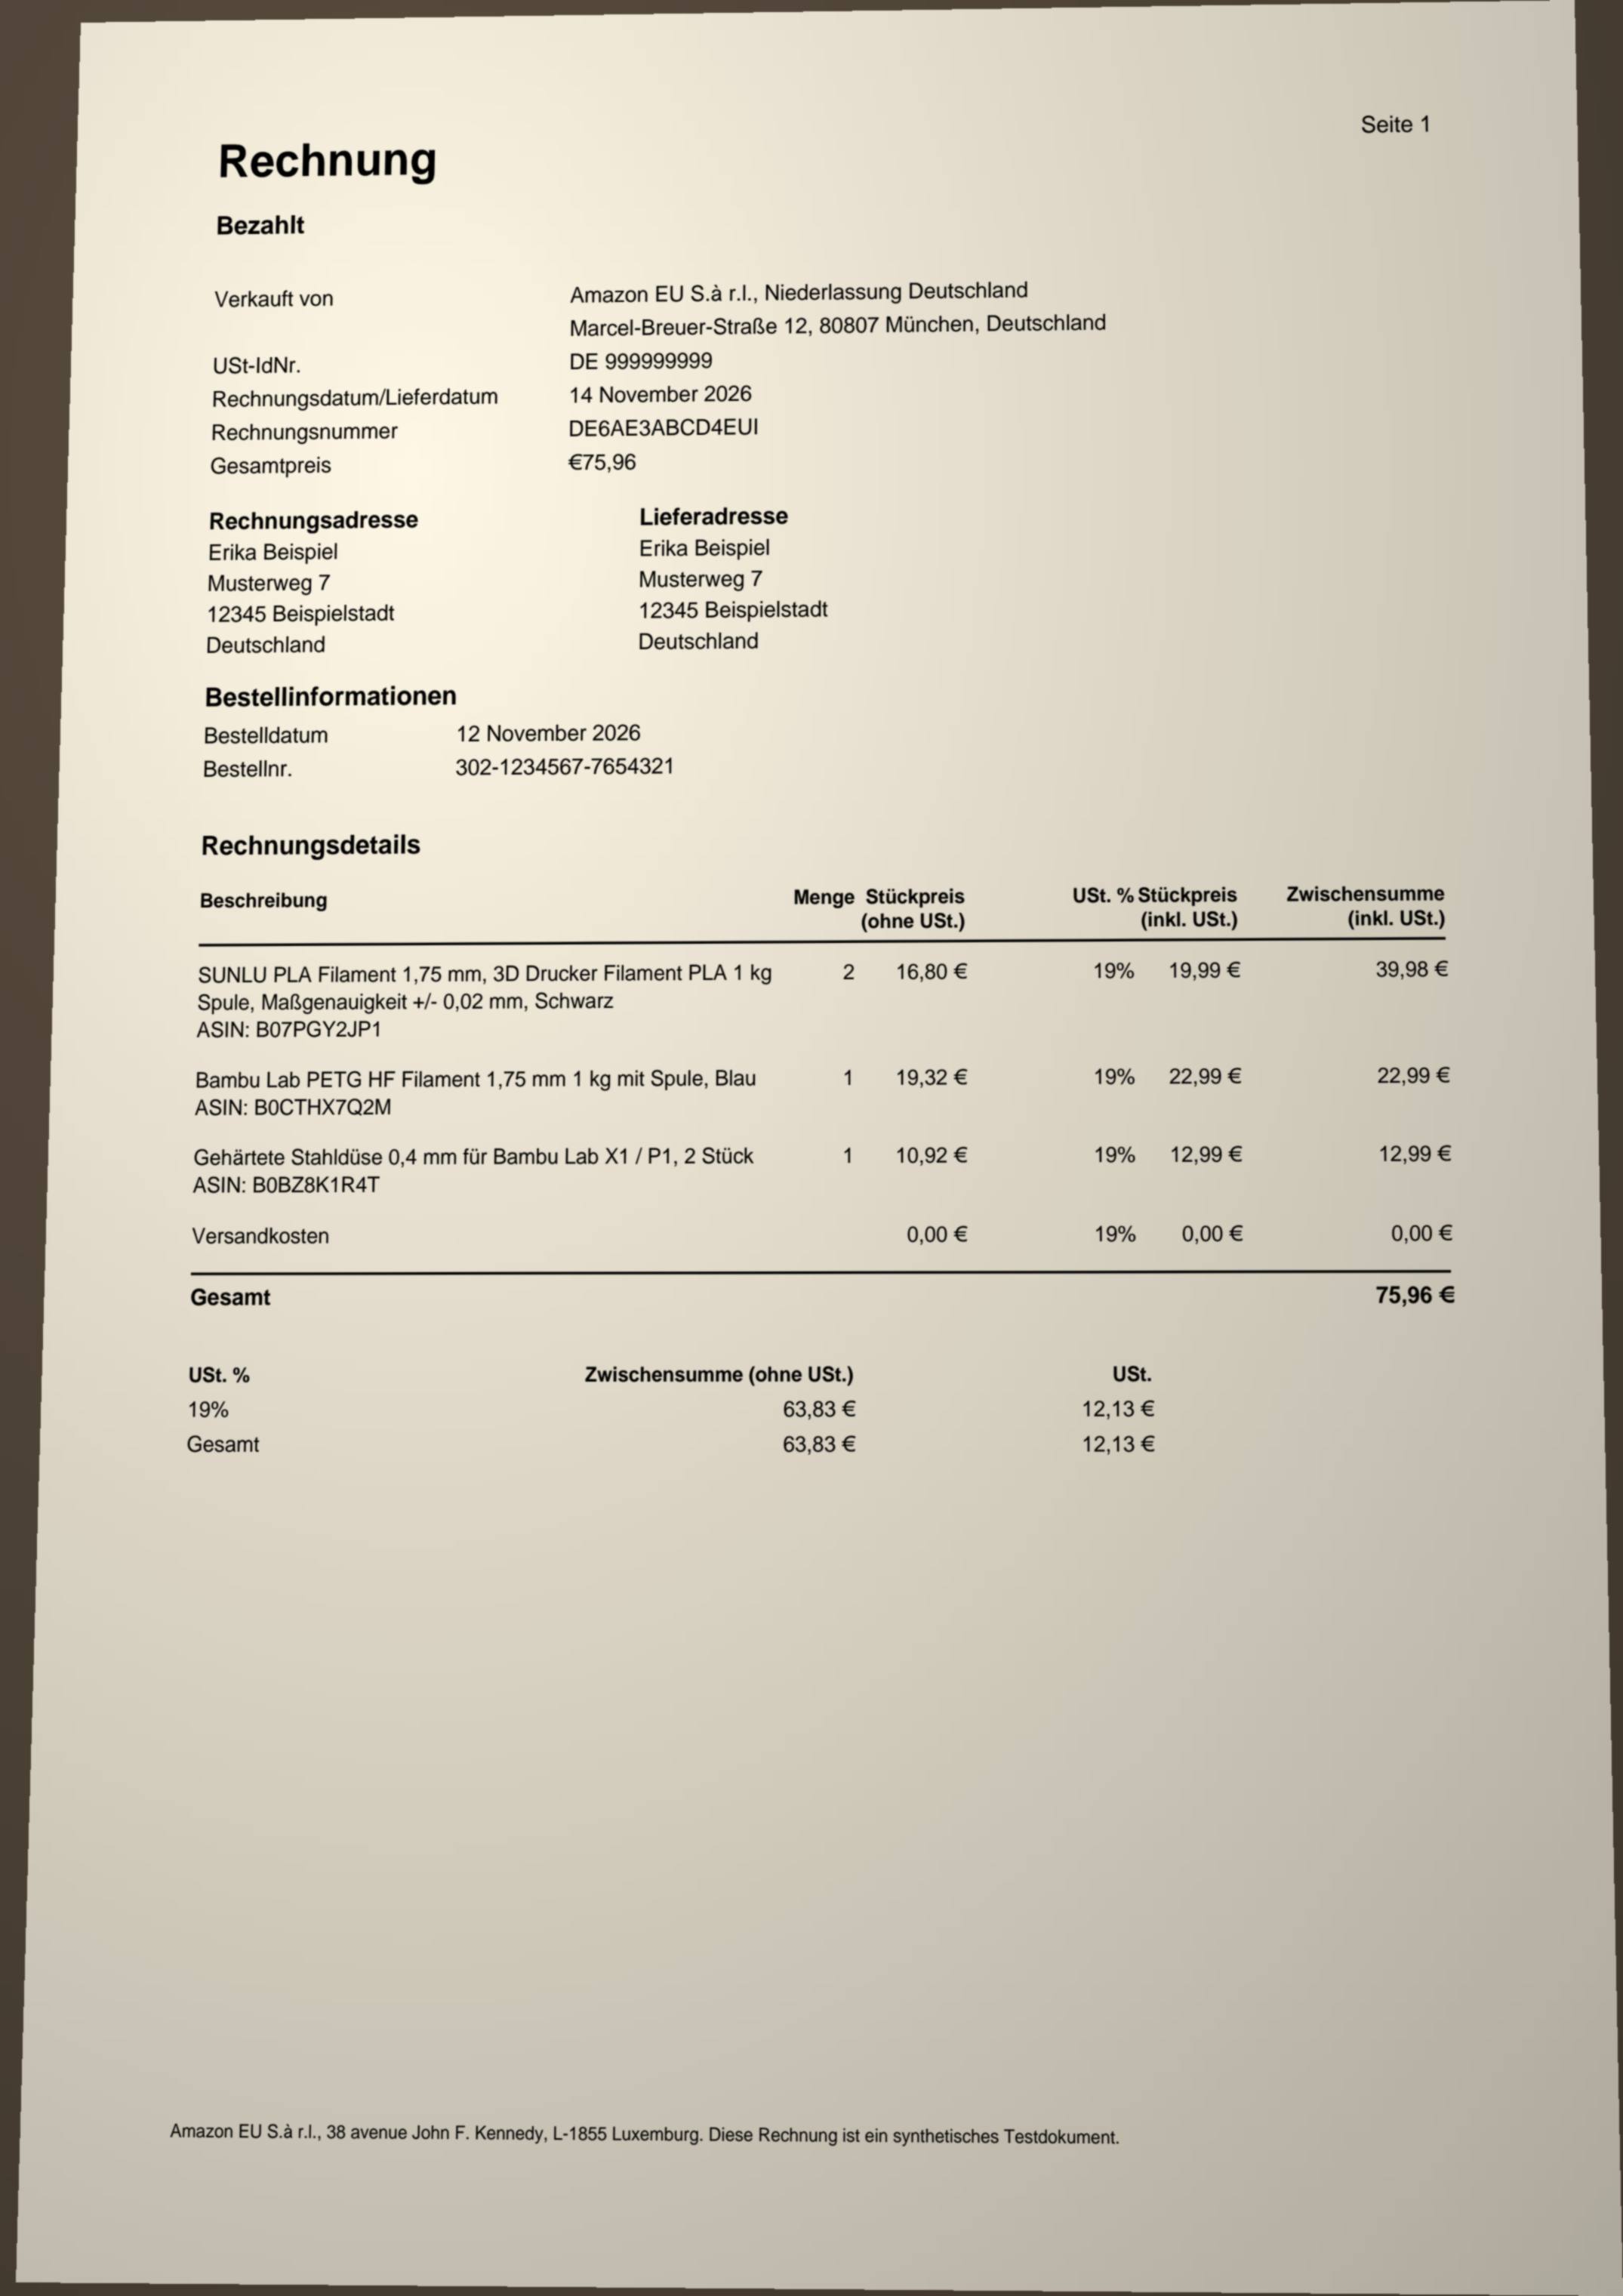 Seite 1
Rechnung
Bezahlt
Verkauft von Amazon EU S.à r.l., Niederlassung Deutschland
Marcel-Breuer-Straße 12, 80807 München, Deutschland
USt-IdNr. DE 999999999
Rechnungsdatum/Lieferdatum 14 November 2026
Rechnungsnummer DE6AE3ABCD4EUI
Gesamtpreis €75,96
Rechnungsadresse Lieferadresse
Erika Beispiel Erika Beispiel
Musterweg 7 Musterweg 7
12345 Beispielstadt 12345 Beispielstadt
Deutschland Deutschland
Bestellinformationen
Bestelldatum 12 November 2026
Bestellnr. 302-1234567-7654321
Rechnungsdetails
Beschreibung Menge Stückpreis USt. % Stückpreis Zwischensumme
(ohne USt.) (inkl. USt.) (inkl. USt.)
SUNLU PLA Filament 1,75 mm, 3D Drucker Filament PLA 1 kg 2 16,80 € 19% 19,99 € 39,98 €
Spule, Maßgenauigkeit +/- 0,02 mm, Schwarz
ASIN: B07PGY2JP1
Bambu Lab PETG HF Filament 1,75 mm 1 kg mit Spule, Blau 1 19,32 € 19% 22,99 € 22,99 €
ASIN: B0CTHX7Q2M
Gehärtete Stahldüse 0,4 mm für Bambu Lab X1 / P1, 2 Stück 1 10,92 € 19% 12,99 € 12,99 €
ASIN: B0BZ8K1R4T
Versandkosten 0,00 € 19% 0,00 € 0,00 €
Gesamt 75,96 €
USt. % Zwischensumme (ohne USt.) USt.
19% 63,83 € 12,13 €
Gesamt 63,83 € 12,13 €
Amazon EU S.à r.l., 38 avenue John F. Kennedy, L-1855 Luxemburg. Diese Rechnung ist ein synthetisches Testdokument.